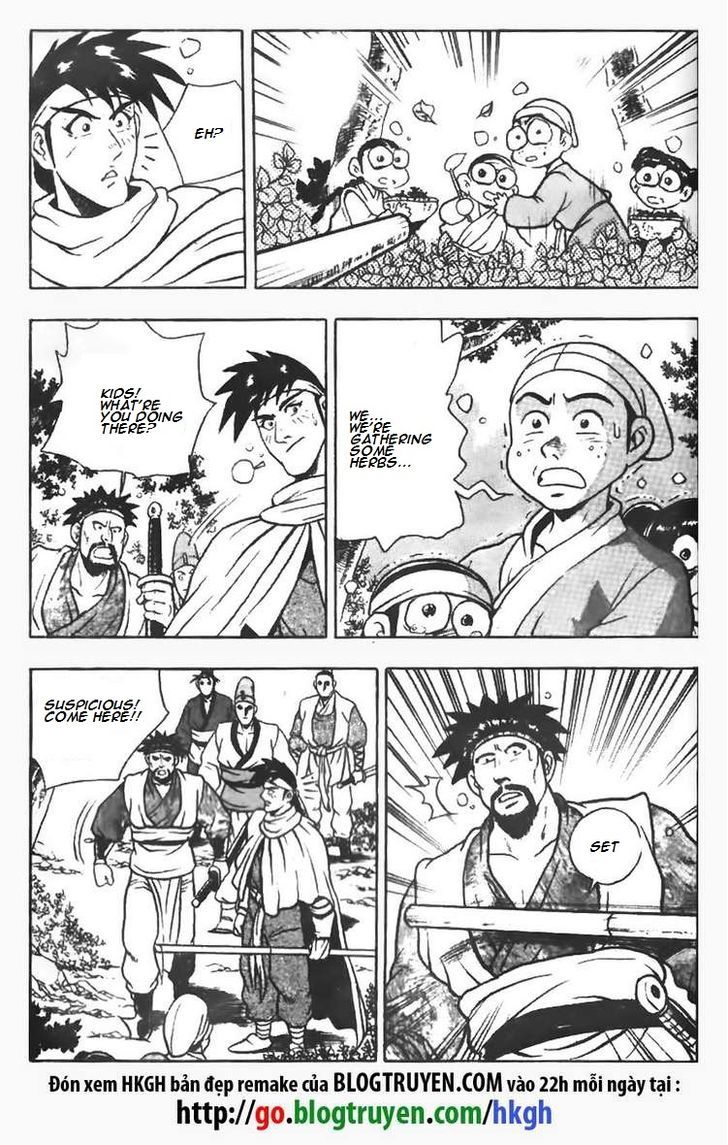 EH?
KIDS!
WHAT'RE
YOU DOING
THERE?
WE...
WE'RE
GATHERING
SOME
HERBS...
SUSPICIOUS!
COME HERE!!
SET
Đón xem HKGH bản đẹp remake của BLOGTRUYEN.COM vào 22h mỗi ngày tại :
http://go.blogtruyen.com/hkgh